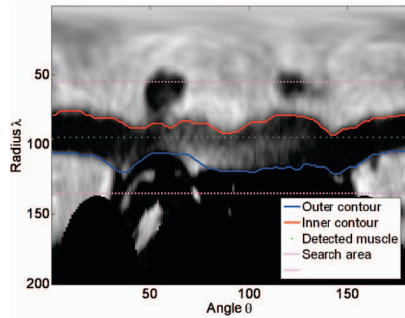 50
100
150
200
Radius λ
50
100
150
Angle θ
Outer contour
Inner contour
Detected muscle
Search area